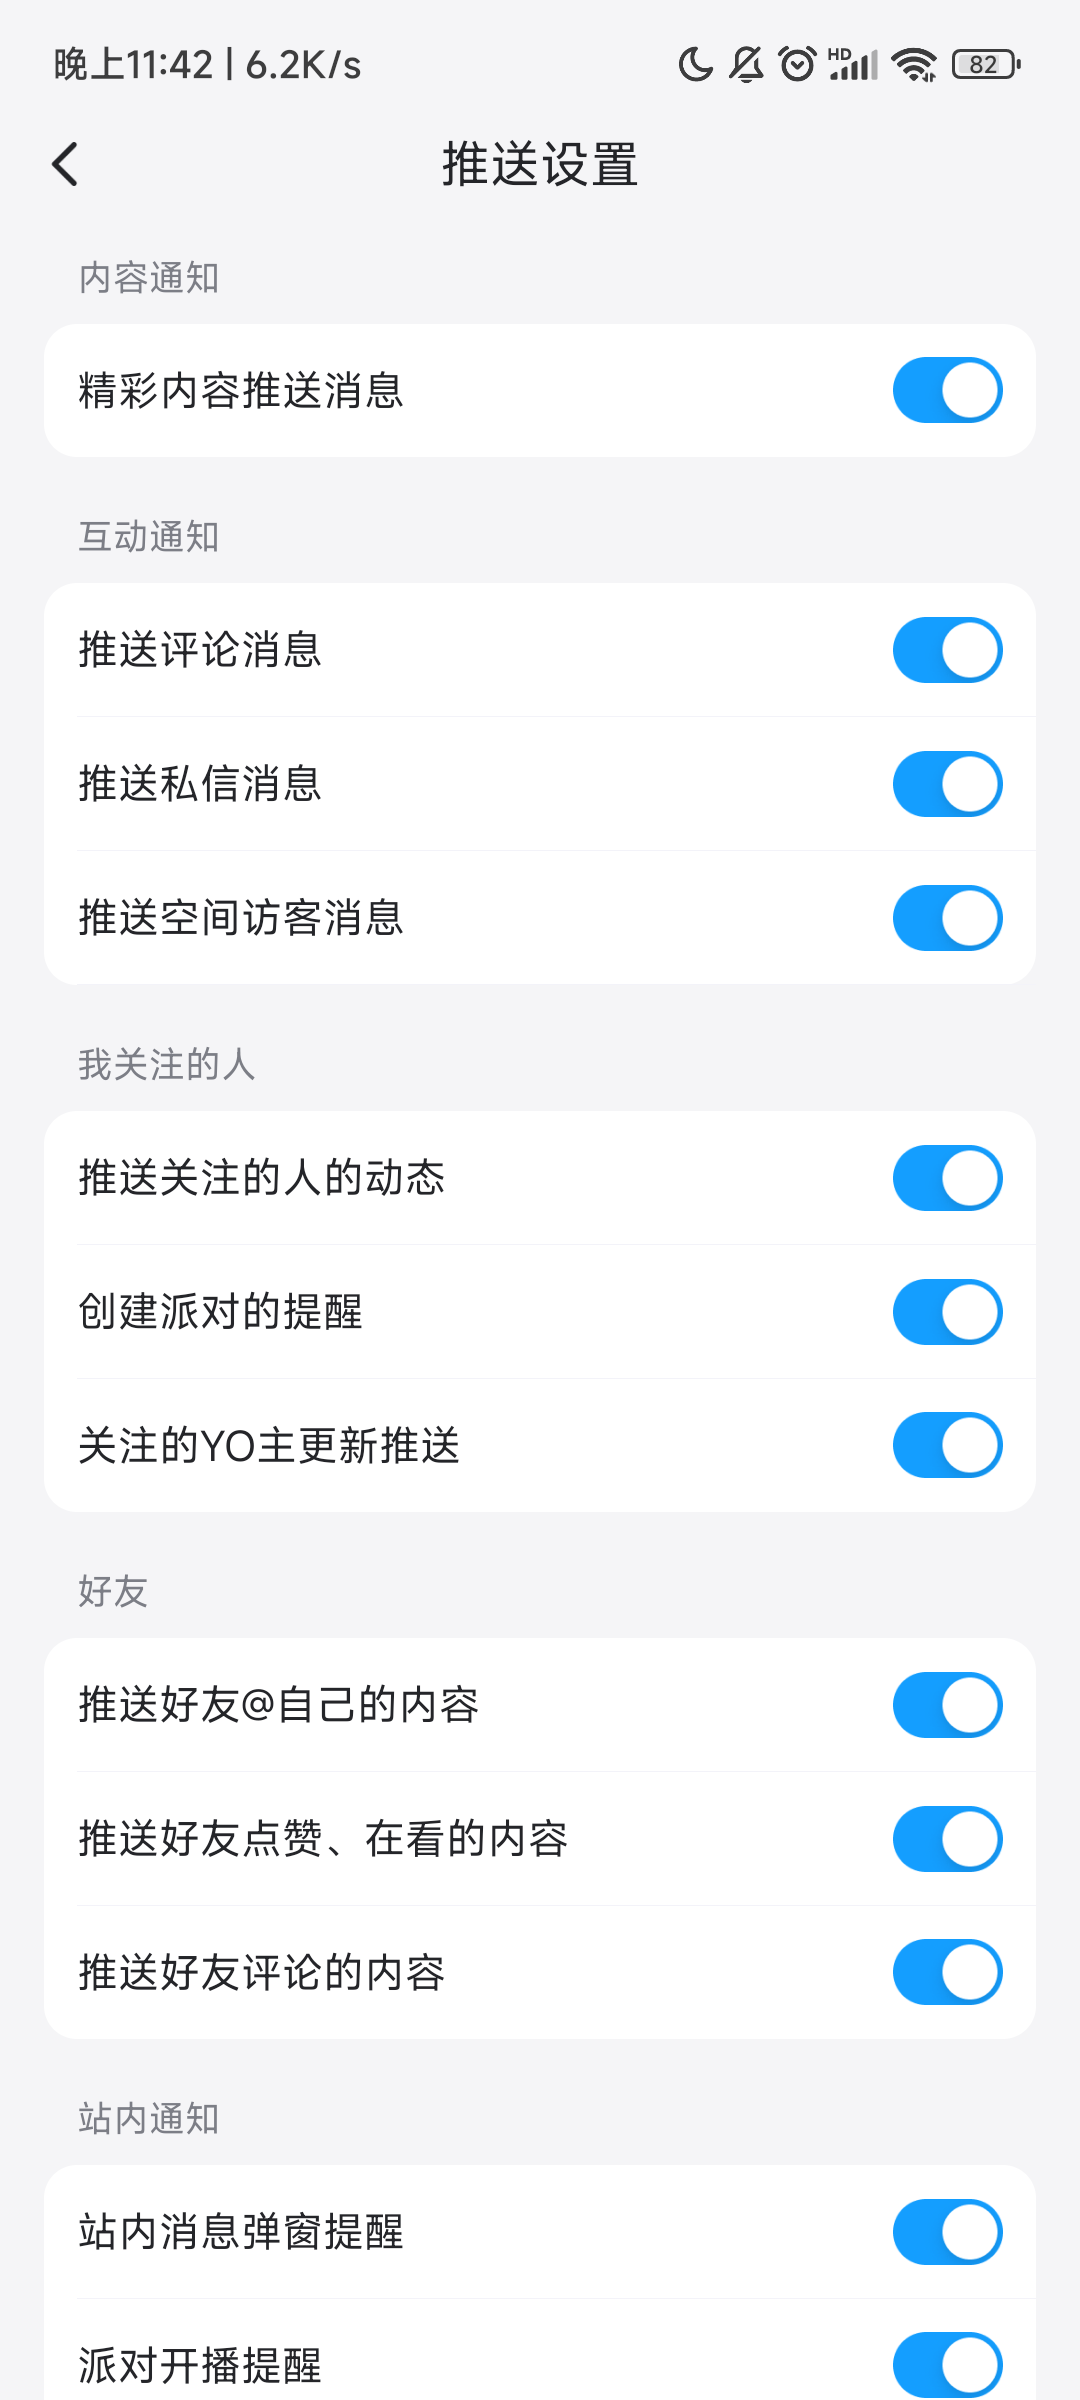 晚上11:42 | 6.2K/s
HD
82
推送设置
内容通知
精彩内容推送消息
互动通知
推送评论消息
推送私信消息
推送空间访客消息
我关注的人
推送关注的人的动态
创建派对的提醒
关注的YO主更新推送
好友
推送好友@自己的内容
推送好友点赞、在看的内容
推送好友评论的内容
站内通知
站内消息弹窗提醒
派对开播提醒